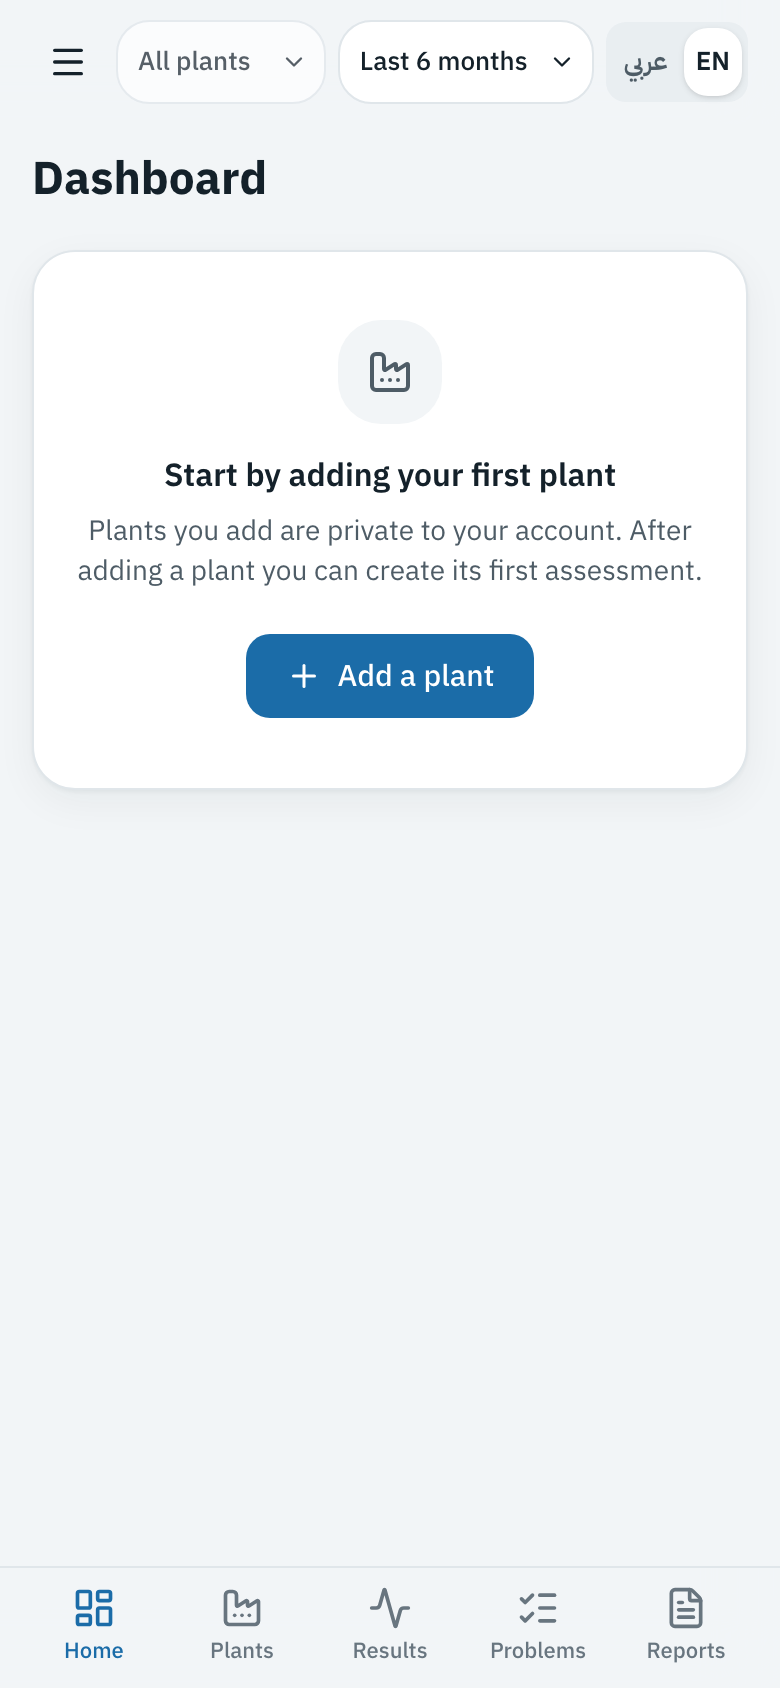 All plants
Last 6 months
عربي
EN
Dashboard
Start by adding your first plant
Plants you add are private to your account. After
adding a plant you can create its first assessment.
Add a plant
Home
Plants
Results
Problems
Reports